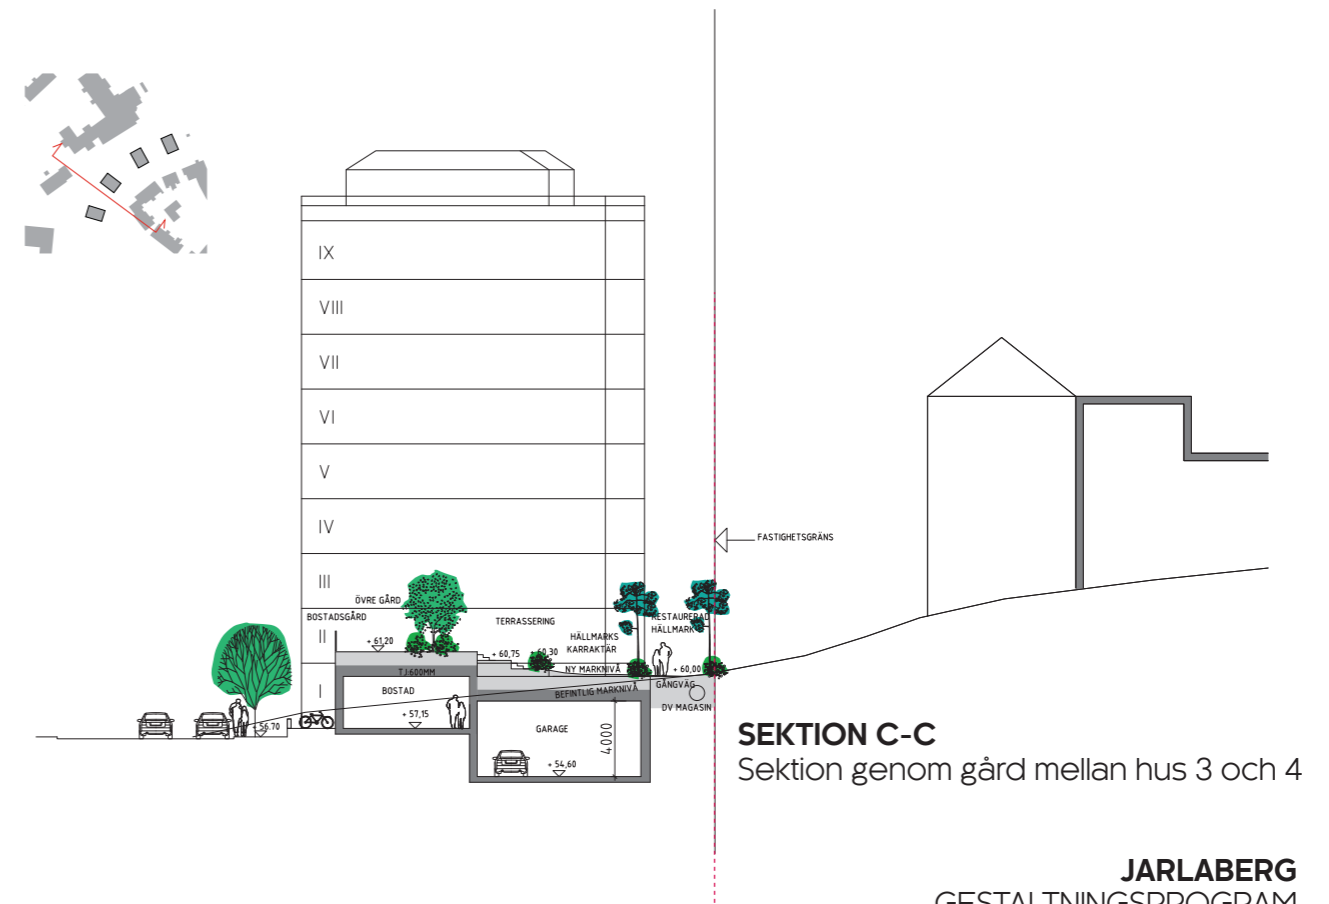 IX
VIII
VII
VI
V
IV
FASTIGHETSGRÄNS
III
ÖVRE GÅRD
BOSTADSGÅRD
TERRASSERING
RESTAURERAD
HÄLLMARK
II
HÄLLMARKS
KARRAKTÄR
+ 61,20
+ 60,75
+ 60,30
NY MARKNIVÅ
+ 60,00
TJ:600MM
I
BOSTAD
BEFINTLIG MARKNIVÅ
GÅNGVÄG
DV MAGASIN
+ 57,15
+ 56.70
GARAGE
4000
+ 54,60
SEKTION C-C
Sektion genom gård mellan hus 3 och 4
JARLABERG
GESTALTNINGSPROGRAM